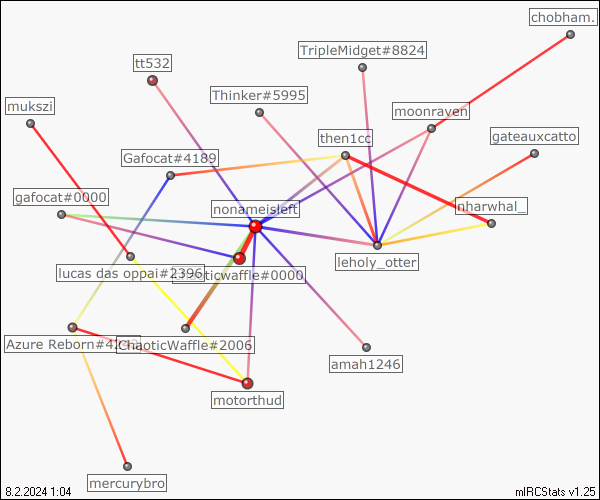 chobham.
TripleMidget#8824
tt532
Thinker#5995
mukszi
moonraven
then1cc
gateauxcatto
Gafocat#4189
gafocat#0000
nonameisleft
nharwhal_
leholy_otter
lucas das oppai#2396
waffle#0000
Azure Reborn#4
ChaoticWaffle#2006
amah1246
motorthud
mercurybro
8.2.2024 1:04
mIRCStats v1.25